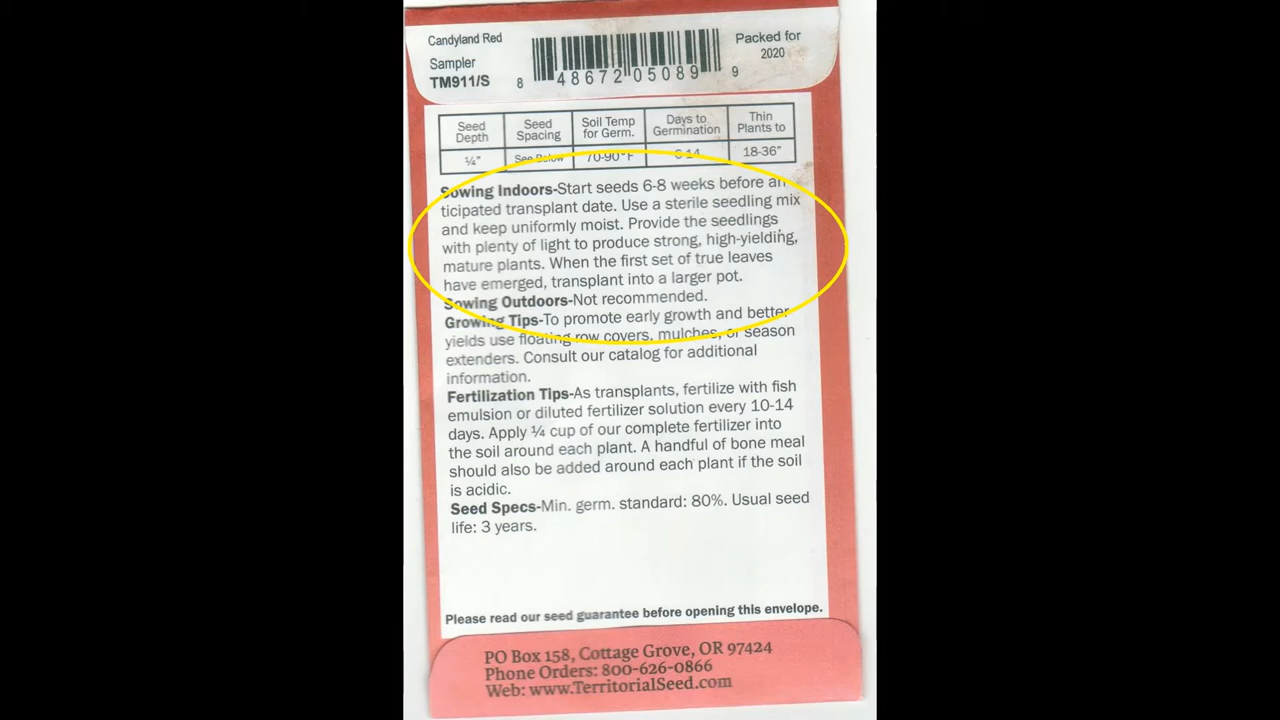 Candyland Red
Sampler
TM911/S
8 48672 05089 9
Packed for
2020
Seed Depth
Seed Spacing
Soil Temp for Germ.
Days to Germination
Thin Plants to
¼"
See Below
70-90°F
6-14
18-36"
Sowing Indoors-Start seeds 6-8 weeks before an
ticipated transplant date. Use a sterile seedling mix
and keep uniformly moist. Provide the seedlings
with plenty of light to produce strong, high-yielding,
mature plants. When the first set of true leaves
have emerged, transplant into a larger pot.
Sowing Outdoors-Not recommended.
Growing Tips-To promote early growth and better
yields use floating row covers, mulches, or season
extenders. Consult our catalog for additional
information.
Fertilization Tips-As transplants, fertilize with fish
emulsion or diluted fertilizer solution every 10-14
days. Apply ¼ cup of our complete fertilizer into
the soil around each plant. A handful of bone meal
should also be added around each plant if the soil
is acidic.
Seed Specs-Min. germ. standard: 80%. Usual seed
life: 3 years.
Please read our seed guarantee before opening this envelope.
PO Box 158, Cottage Grove, OR 97424
Phone Orders: 800-626-0866
Web: www.TerritorialSeed.com